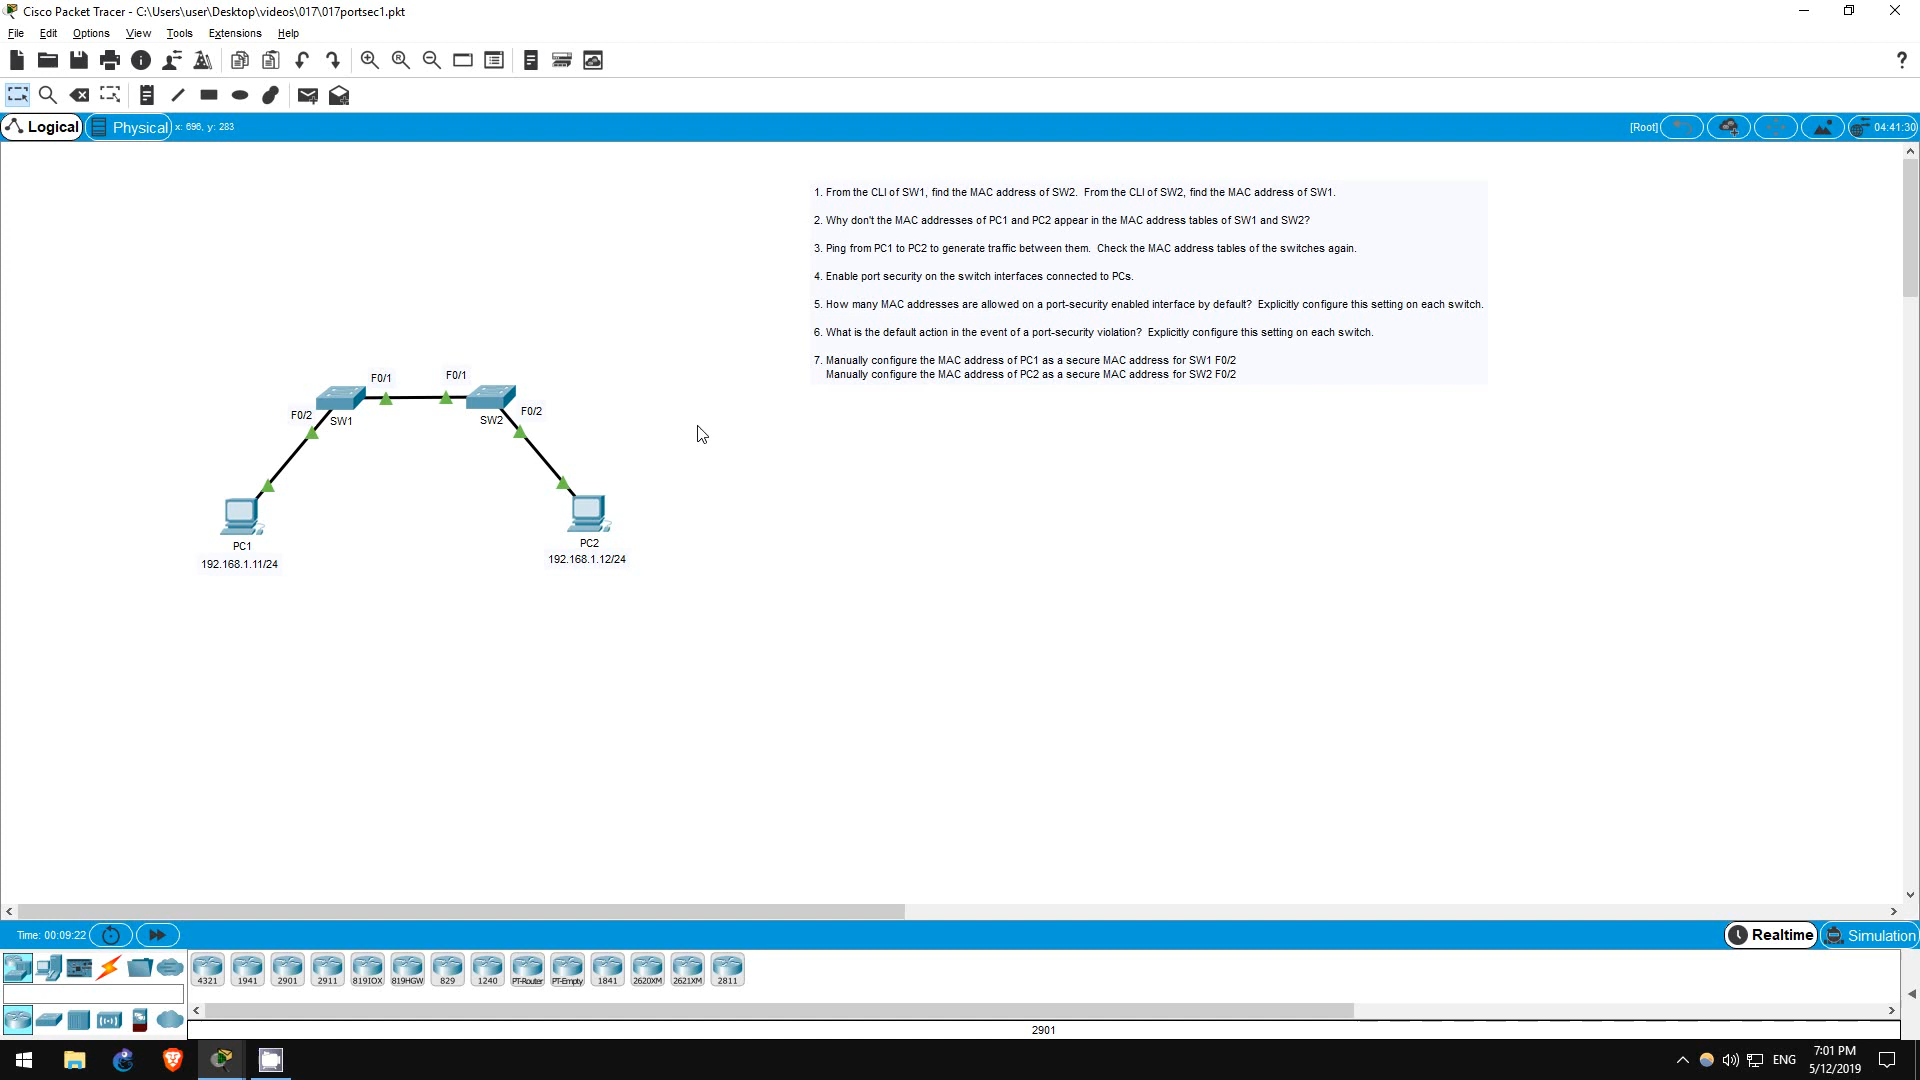 Cisco Packet Tracer - C:\Users\user\Desktop\videos\017\017portsec1.pkt
File Edit Options View Tools Extensions Help
Logical Physical x: 696, y: 283 [Root] 04:41:30
1. From the CLI of SW1, find the MAC address of SW2. From the CLI of SW2, find the MAC address of SW1.
2. Why don't the MAC addresses of PC1 and PC2 appear in the MAC address tables of SW1 and SW2?
3. Ping from PC1 to PC2 to generate traffic between them. Check the MAC address tables of the switches again.
4. Enable port security on the switch interfaces connected to PCs.
5. How many MAC addresses are allowed on a port-security enabled interface by default? Explicitly configure this setting on each switch.
6. What is the default action in the event of a port-security violation? Explicitly configure this setting on each switch.
7. Manually configure the MAC address of PC1 as a secure MAC address for SW1 F0/2
Manually configure the MAC address of PC2 as a secure MAC address for SW2 F0/2
F0/1 F0/1
F0/2 SW1 SW2 F0/2
PC1 PC2
192.168.1.11/24 192.168.1.12/24
Time: 00:09:22 Realtime Simulation
4321 1941 2901 2911 819IOX 819HGW 829 1240 PT-Router PT-Empty 1841 2620XM 2621XM 2811
2901
ENG 7:01 PM
5/12/2019